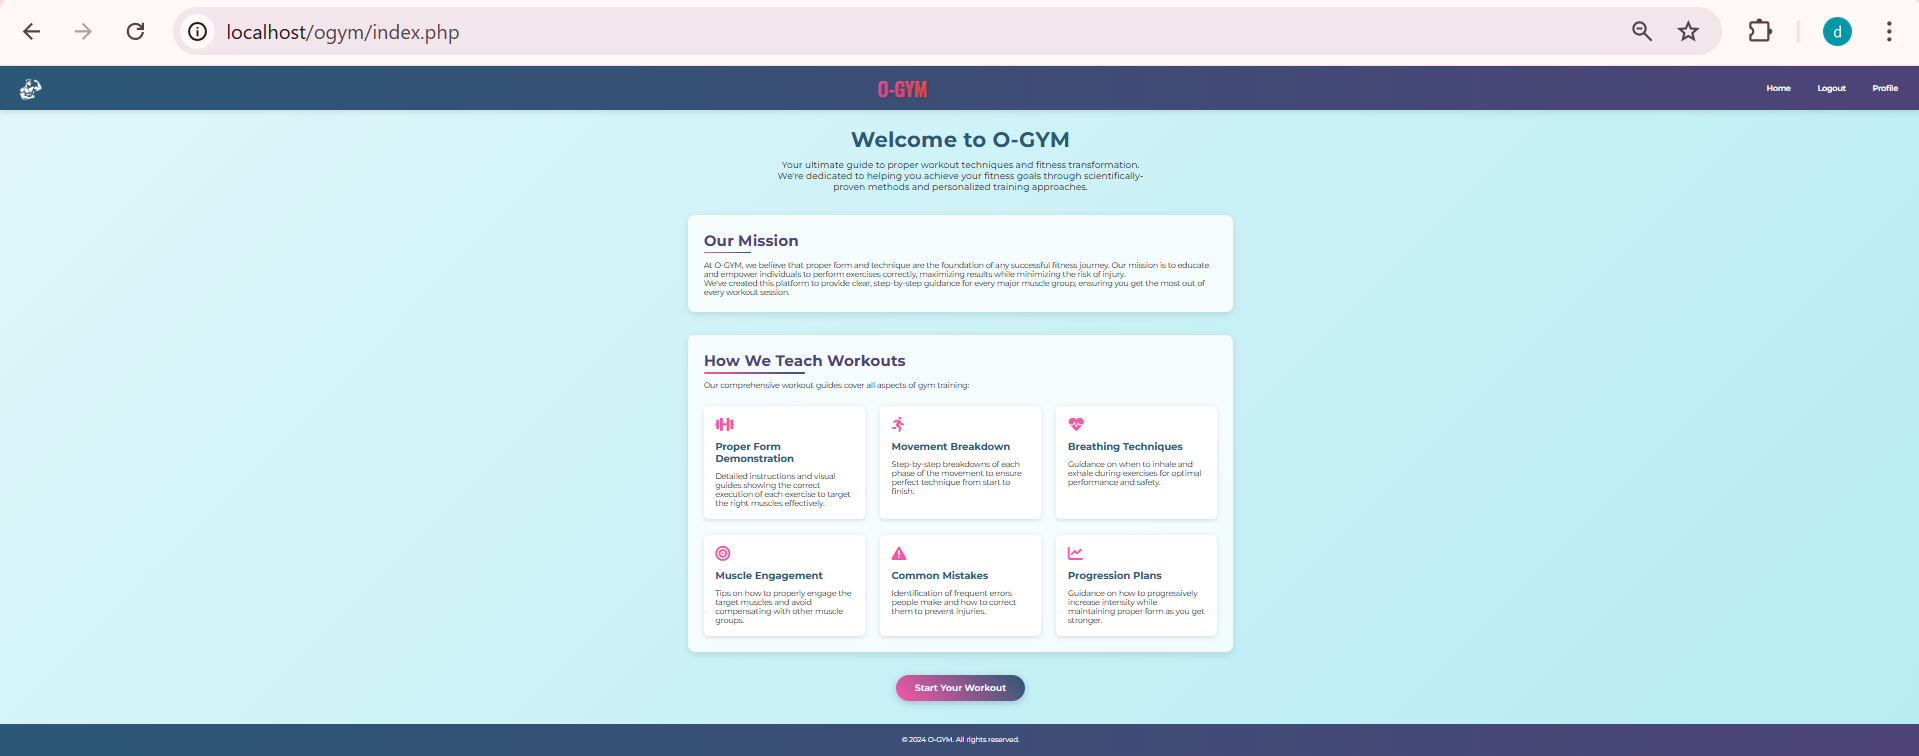 localhost/ogym/index.php
d
O-GYM
Home Logout Profile
Welcome to O-GYM
Your ultimate guide to proper workout techniques and fitness transformation.
We're dedicated to helping you achieve your fitness goals through scientifically-
proven methods and personalized training approaches.
Our Mission
At O-GYM, we believe that proper form and technique are the foundation of any successful fitness journey. Our mission is to educate
and empower individuals to perform exercises correctly, maximizing results while minimizing the risk of injury.
We've created this platform to provide clear, step-by-step guidance for every major muscle group, ensuring you get the most out of
every workout session.
How We Teach Workouts
Our comprehensive workout guides cover all aspects of gym training:
Proper Form
Demonstration
Detailed instructions and visual
guides showing the correct
execution of each exercise to target
the right muscles effectively.
Movement Breakdown
Step-by-step breakdowns of each
phase of the movement to ensure
perfect technique from start to
finish.
Breathing Techniques
Guidance on when to inhale and
exhale during exercises for optimal
performance and safety.
Muscle Engagement
Tips on how to properly engage the
target muscles and avoid
compensating with other muscle
groups.
Common Mistakes
Identification of frequent errors
people make and how to correct
them to prevent injuries.
Progression Plans
Guidance on how to progressively
increase intensity while
maintaining proper form as you get
stronger.
Start Your Workout
© 2024 O-GYM. All rights reserved.